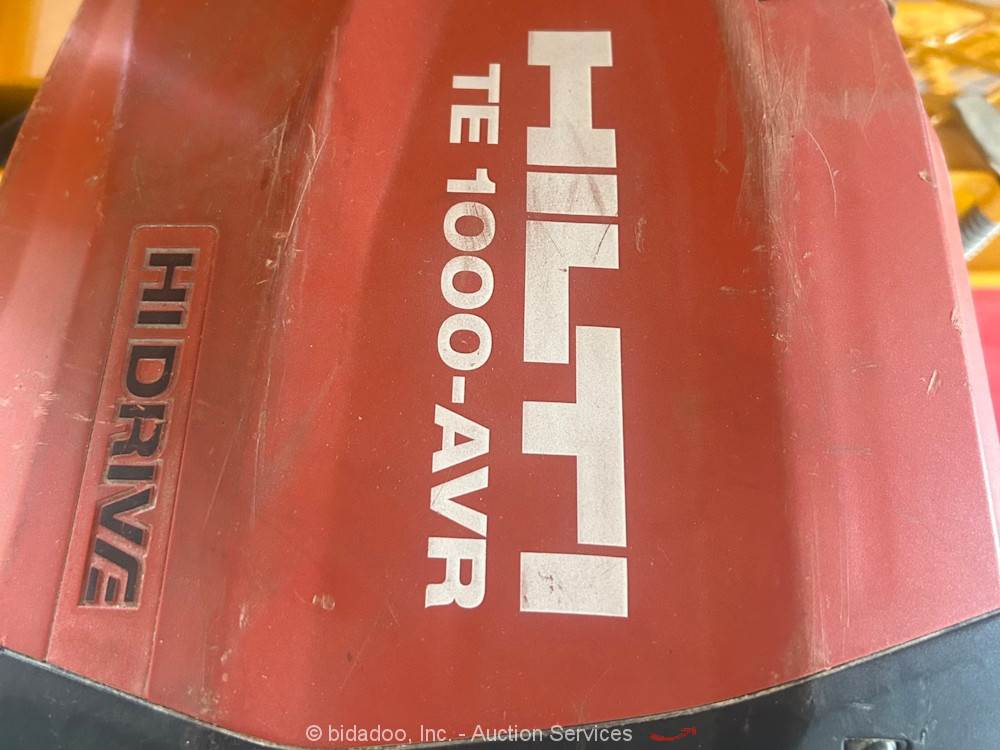 HILTI
TE 1000-AVR
HIDRIVE
© bidadoo, Inc. - Auction Services